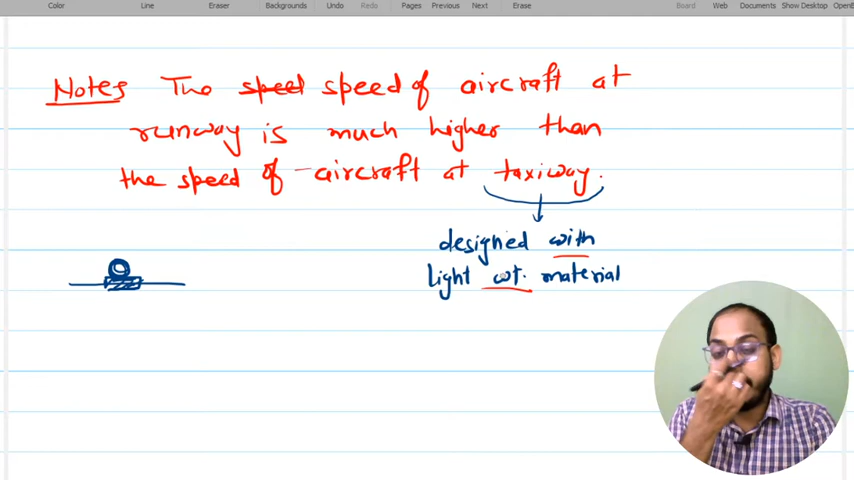 Color Line Eraser Backgrounds Undo Redo Pages Previous Next Erase Board Web Documents Show Desktop OpenB
Notes The speed speed of aircraft at
runway is much higher than
the speed of aircraft at taxiway.
designed with
light wt. material